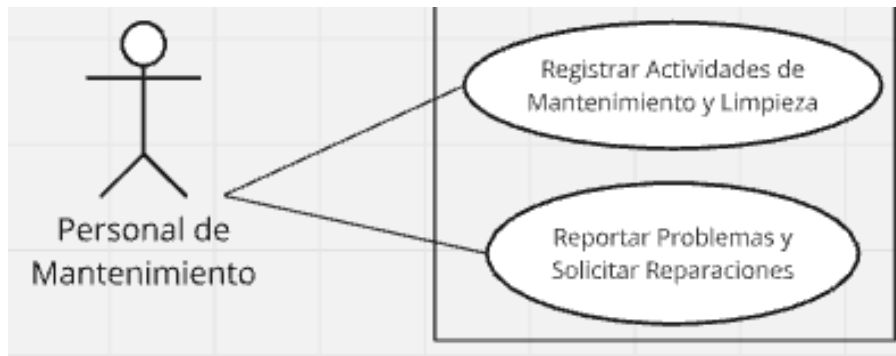 Registrar Actividades de
Mantenimiento y Limpieza
Personal de
Mantenimiento
Reportar Problemas y
Solicitar Reparaciones